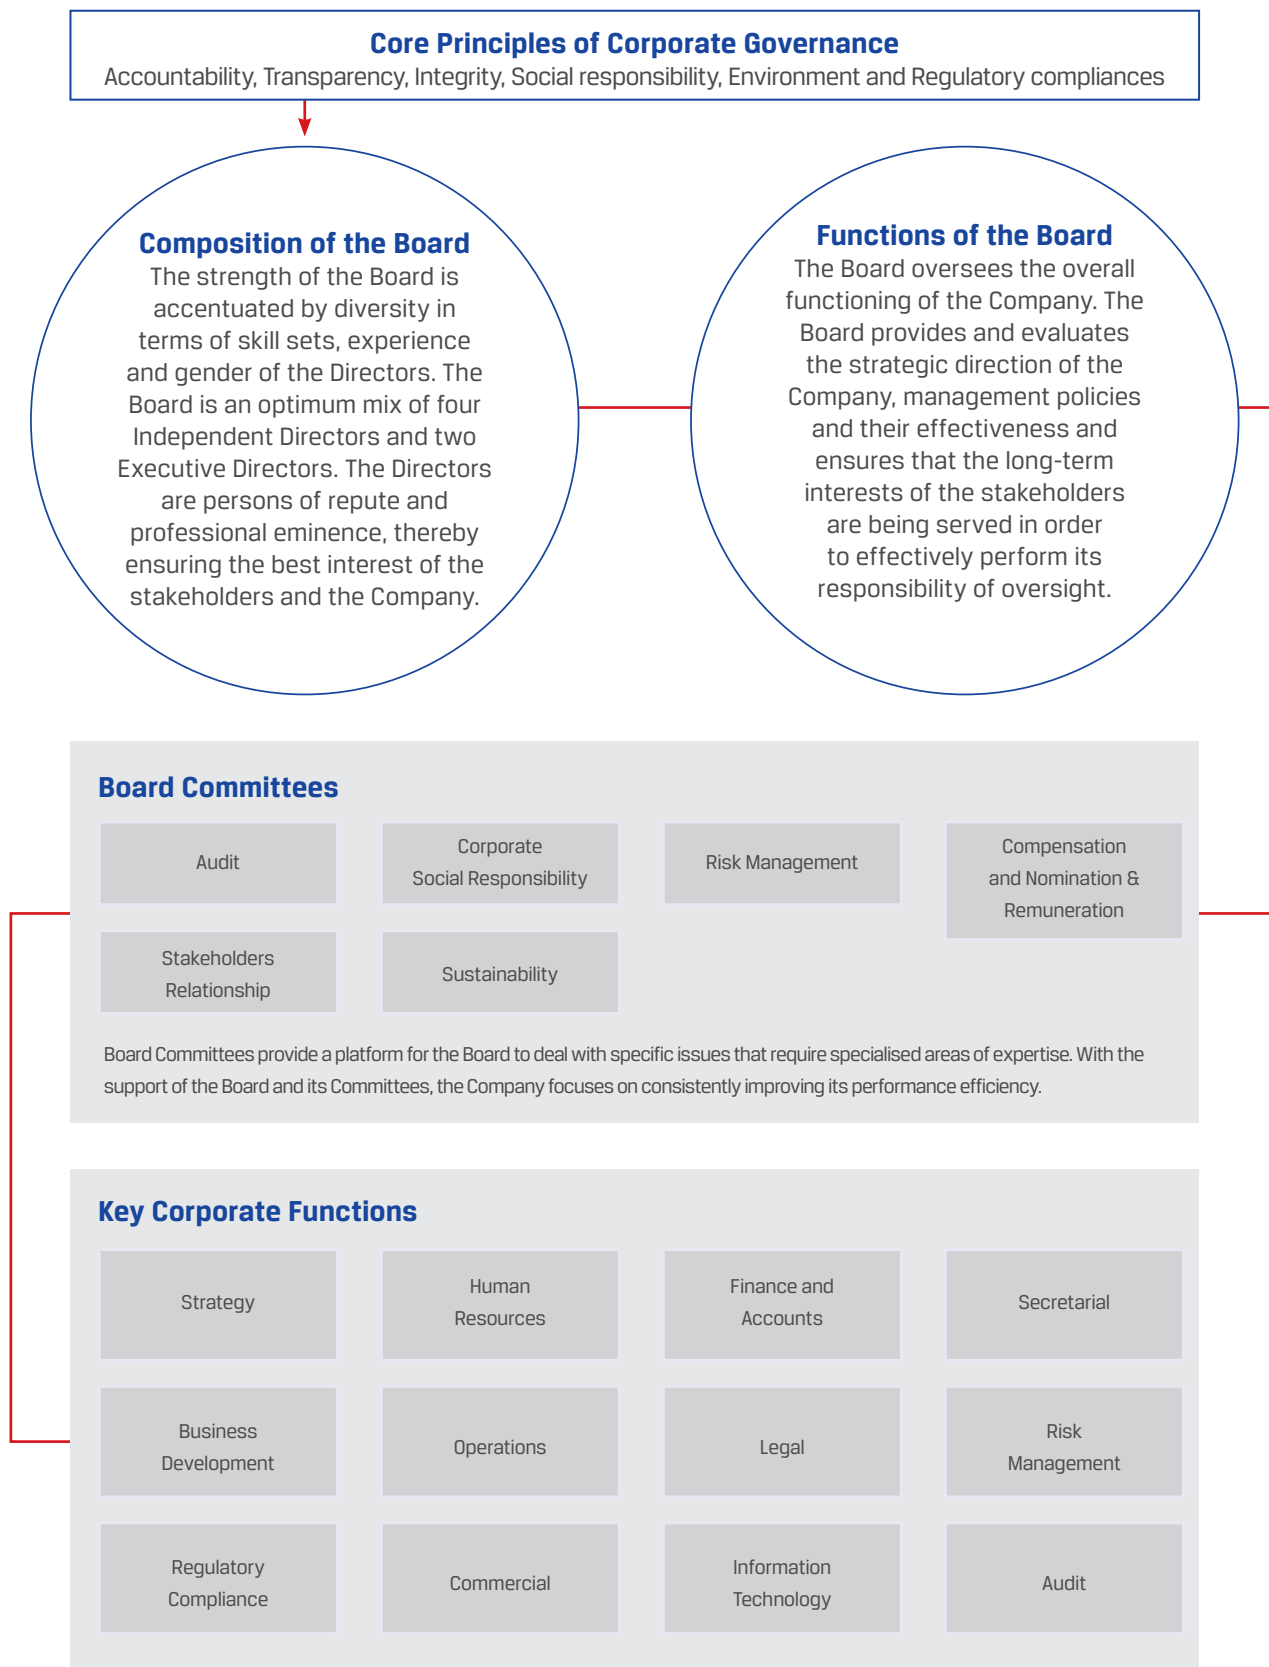 Core Principles of Corporate Governance
Accountability, Transparency, Integrity, Social responsibility, Environment and Regulatory compliances
Composition of the Board
The strength of the Board is
accentuated by diversity in
terms of skill sets, experience
and gender of the Directors. The
Board is an optimum mix of four
Independent Directors and two
Executive Directors. The Directors
are persons of repute and
professional eminence, thereby
ensuring the best interest of the
stakeholders and the Company.
Functions of the Board
The Board oversees the overall
functioning of the Company. The
Board provides and evaluates
the strategic direction of the
Company, management policies
and their effectiveness and
ensures that the long-term
interests of the stakeholders
are being served in order
to effectively perform its
responsibility of oversight.
Board Committees
Audit
Corporate
Social Responsibility
Risk Management
Compensation
and Nomination &
Remuneration
Stakeholders
Relationship
Sustainability
Board Committees provide a platform for the Board to deal with specific issues that require specialised areas of expertise. With the
support of the Board and its Committees, the Company focuses on consistently improving its performance efficiency.
Key Corporate Functions
Strategy
Human
Resources
Finance and
Accounts
Secretarial
Business
Development
Operations
Legal
Risk
Management
Regulatory
Compliance
Commercial
Information
Technology
Audit